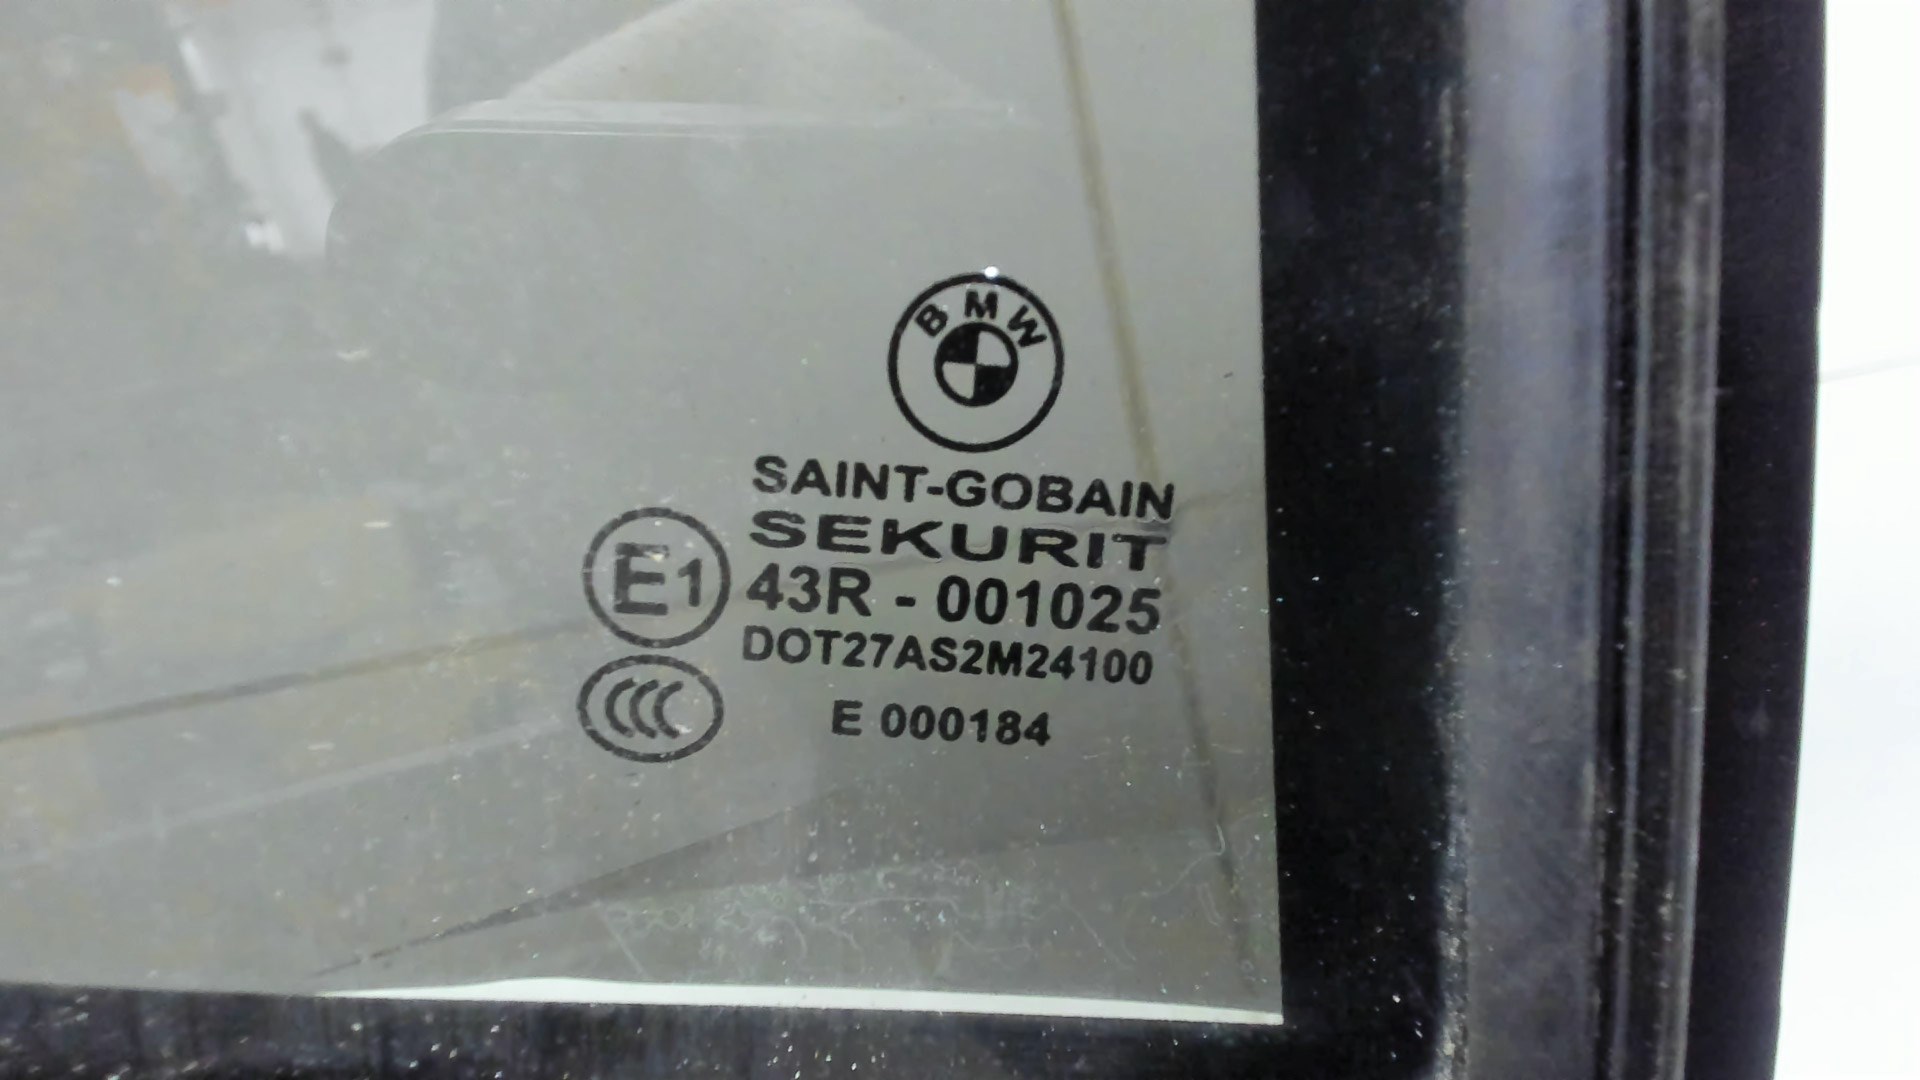 BMW
SAINT-GOBAIN
SEKURIT
E1 43R - 001025
DOT27AS2M24100
CCC E 000184